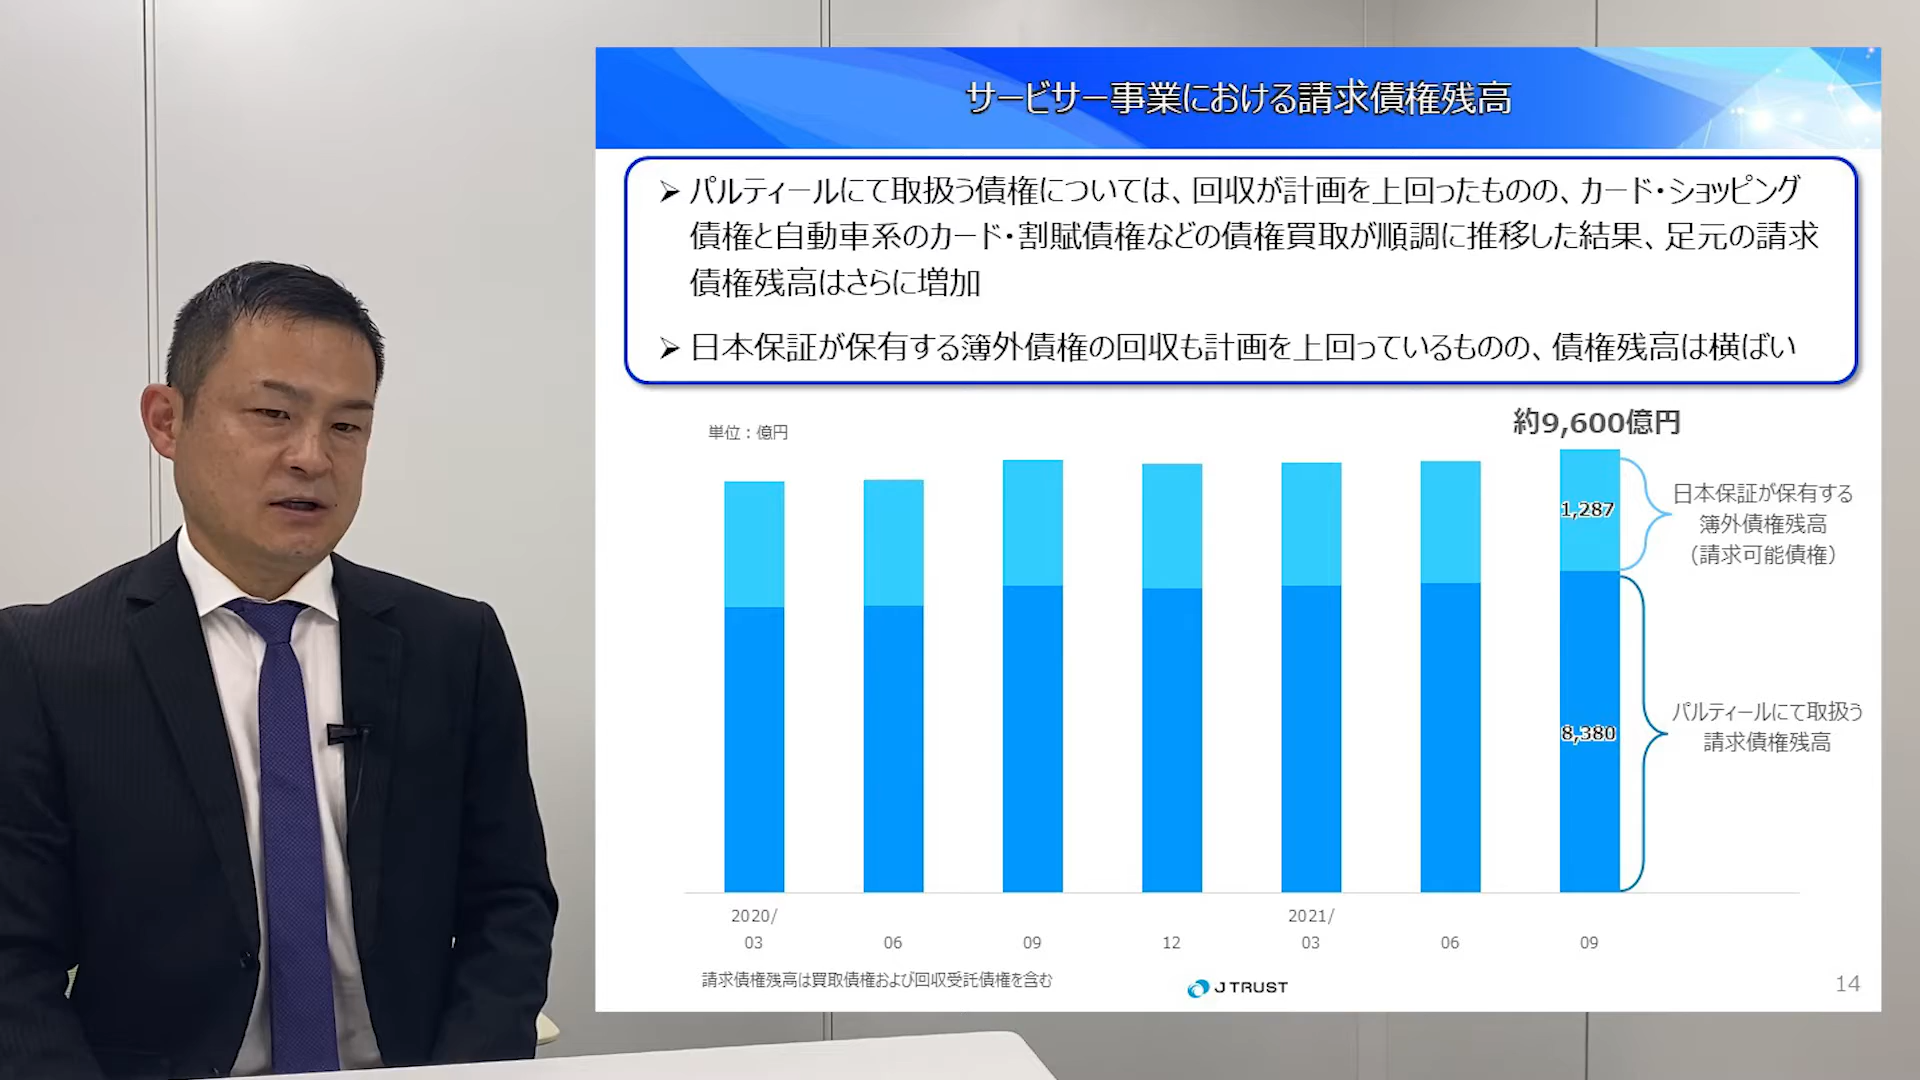 サービサー事業における請求債権残高
➢ パルティールにて取扱う債権については、回収が計画を上回ったものの、カード・ショッピング
債権と自動車系のカード・割賦債権などの債権買取が順調に推移した結果、足元の請求
債権残高はさらに増加
➢ 日本保証が保有する簿外債権の回収も計画を上回っているものの、債権残高は横ばい
単位：億円
約9,600億円
1,287
日本保証が保有する
簿外債権残高
（請求可能債権）
8,380
パルティールにて取扱う
請求債権残高
2020/
03
06
09
12
2021/
03
06
09
請求債権残高は買取債権および回収受託債権を含む
J TRUST
14